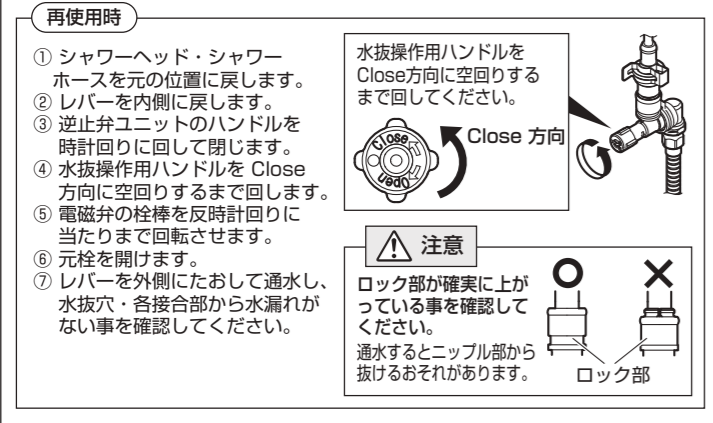 再使用時
① シャワーヘッド・シャワー
ホースを元の位置に戻します。
② レバーを内側に戻します。
③ 逆止弁ユニットのハンドルを
時計回りに回して閉じます。
④ 水抜操作用ハンドルを Close
方向に空回りするまで回します。
⑤ 電磁弁の栓棒を反時計回りに
当たりまで回転させます。
⑥ 元栓を開けます。
⑦ レバーを外側にたおして通水し、
水抜穴・各接合部から水漏れが
ない事を確認してください。
水抜操作用ハンドルを
Close方向に空回りする
まで回してください。
Close
Open
Close 方向
注意
ロック部が確実に上が
っている事を確認して
ください。
通水するとニップル部から
抜けるおそれがあります。
ロック部